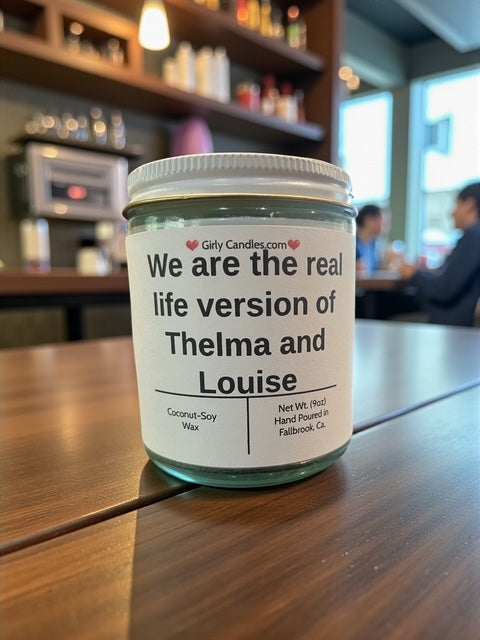 ❤ Girly Candles.com❤
We are the real
life version of
Thelma and
Louise
Coconut-Soy
Wax
Net Wt. (9oz)
Hand Poured in
Fallbrook, Ca.